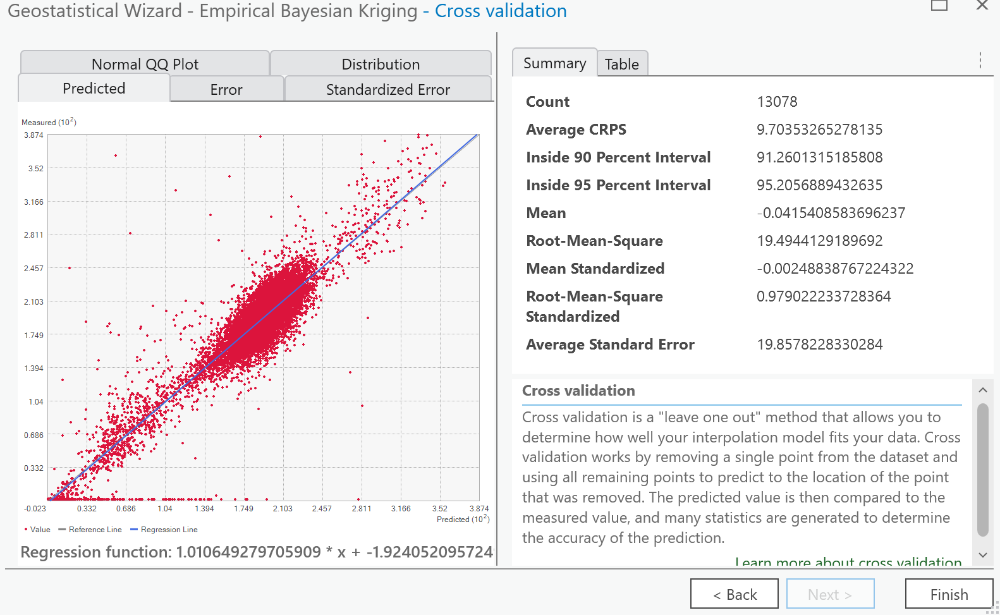 Geostatistical Wizard - Empirical Bayesian Kriging - Cross validation
Normal QQ Plot
Distribution
Predicted
Error
Standardized Error
Measured (10²)
3.874
3.52
3.166
2.811
2.457
2.103
1.749
1.394
1.04
0.686
0.332
-0.023 0.332 0.686 1.04 1.394 1.749 2.103 2.457 2.811 3.166 3.52 3.874
Predicted (10²)
Value Reference Line Regression Line
Regression function: 1.010649279705909 * x + -1.924052095724
Summary
Table
Count 13078
Average CRPS 9.70353265278135
Inside 90 Percent Interval 91.2601315185808
Inside 95 Percent Interval 95.2056889432635
Mean -0.0415408583696237
Root-Mean-Square 19.4944129189692
Mean Standardized -0.00248838767224322
Root-Mean-Square 0.979022233728364
Standardized
Average Standard Error 19.8578228330284
Cross validation
Cross validation is a "leave one out" method that allows you to
determine how well your interpolation model fits your data. Cross
validation works by removing a single point from the dataset and
using all remaining points to predict to the location of the point
that was removed. The predicted value is then compared to the
measured value, and many statistics are generated to determine
the accuracy of the prediction.
Learn more about cross validation
< Back
Next >
Finish